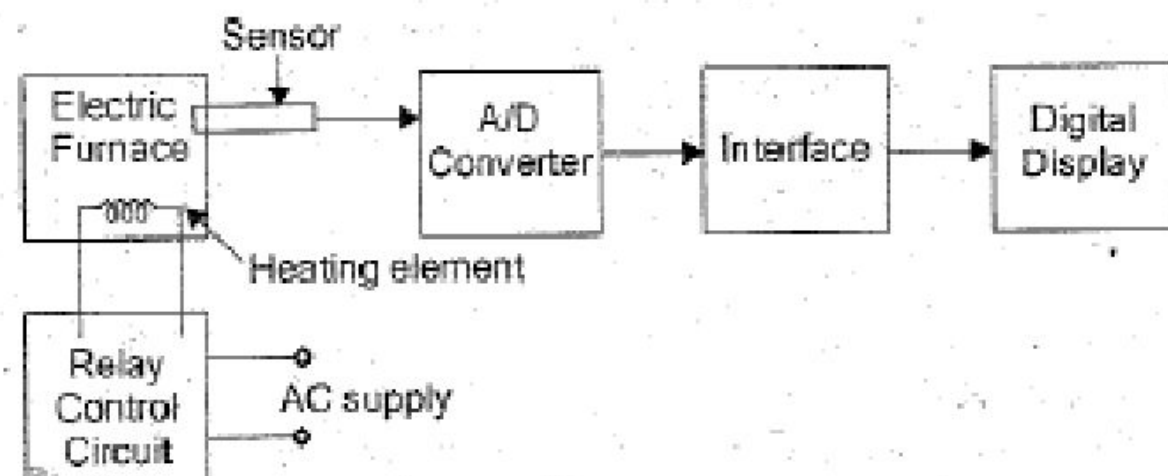 Sensor
Electric
Furnace
A/D
Converter
Interface
Digital
Display
Heating element
Relay
Control
Circuit
AC supply